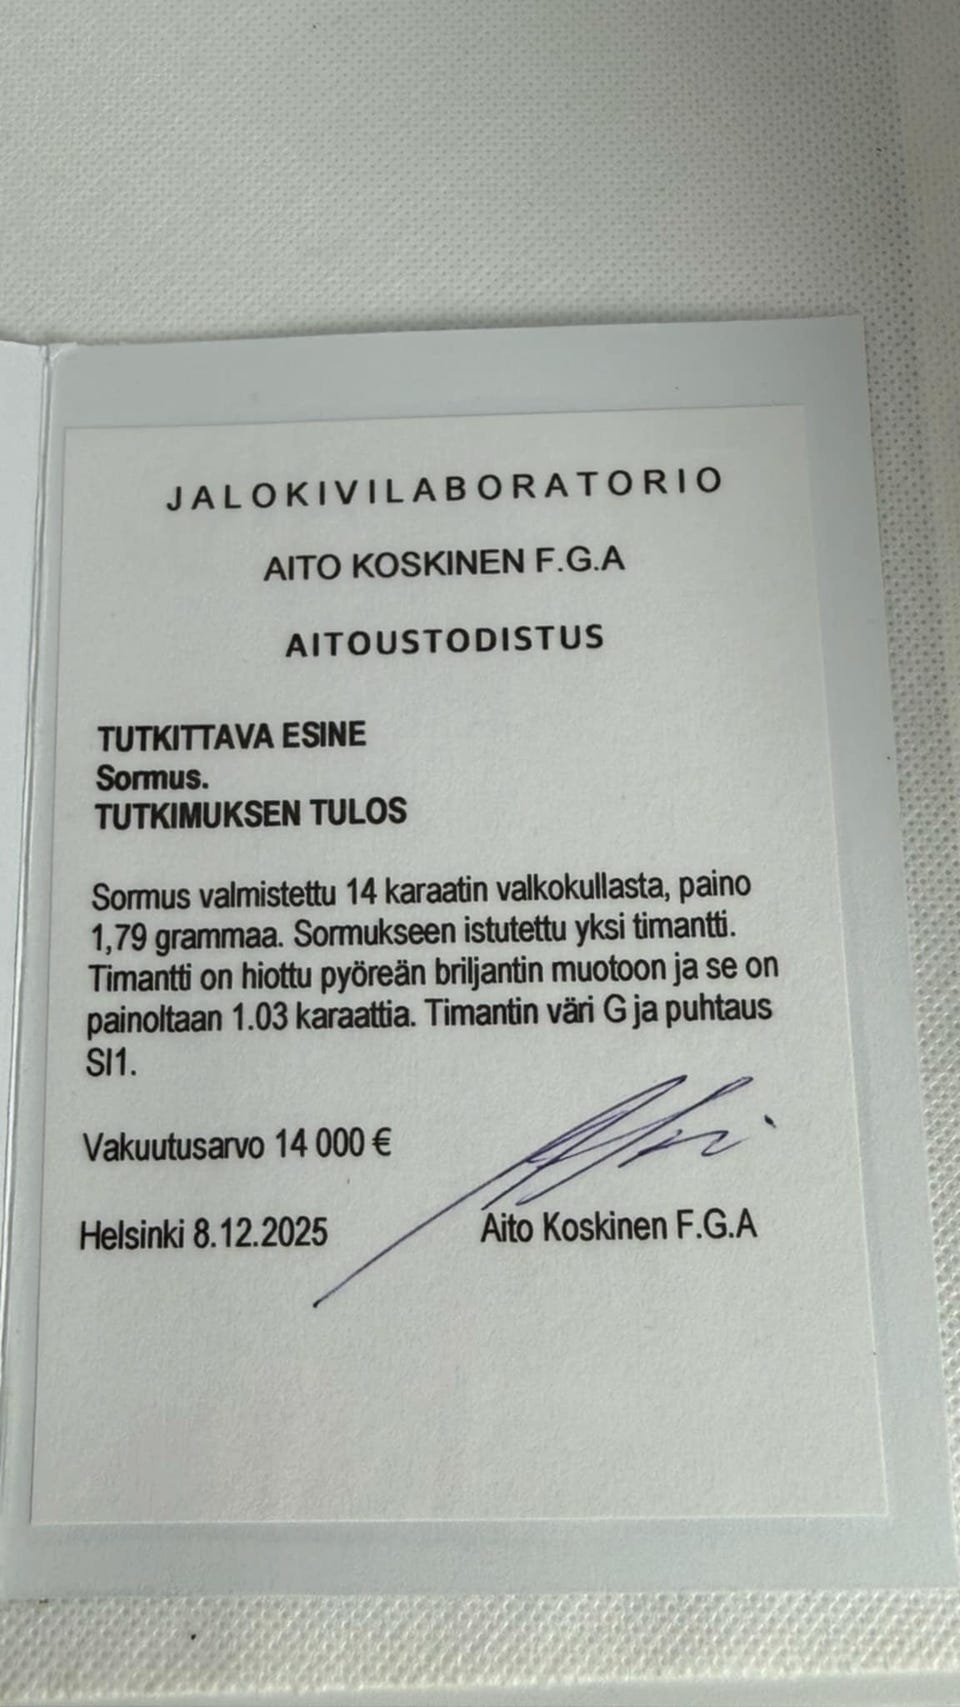 JALOKIVILABORATORIO
AITO KOSKINEN F.G.A
AITOUSTODISTUS
TUTKITTAVA ESINE
Sormus.
TUTKIMUKSEN TULOS
Sormus valmistettu 14 karaatin valkokullasta, paino
1,79 grammaa. Sormukseen istutettu yksi timantti.
Timantti on hiottu pyöreän briljantin muotoon ja se on
painoltaan 1.03 karaattia. Timantin väri G ja puhtaus
SI1.
Vakuutusarvo 14 000 €
Helsinki 8.12.2025
Aito Koskinen F.G.A